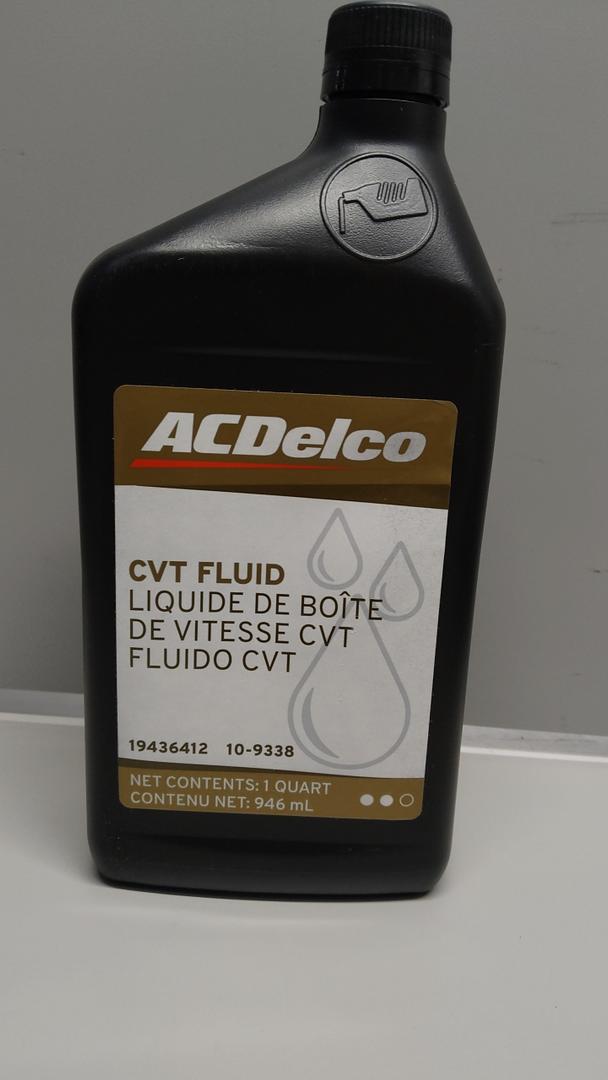 ACDelco
CVT FLUID
LIQUIDE DE BOÎTE
DE VITESSE CVT
FLUIDO CVT
19436412 10-9338
NET CONTENTS: 1 QUART
CONTENU NET: 946 mL